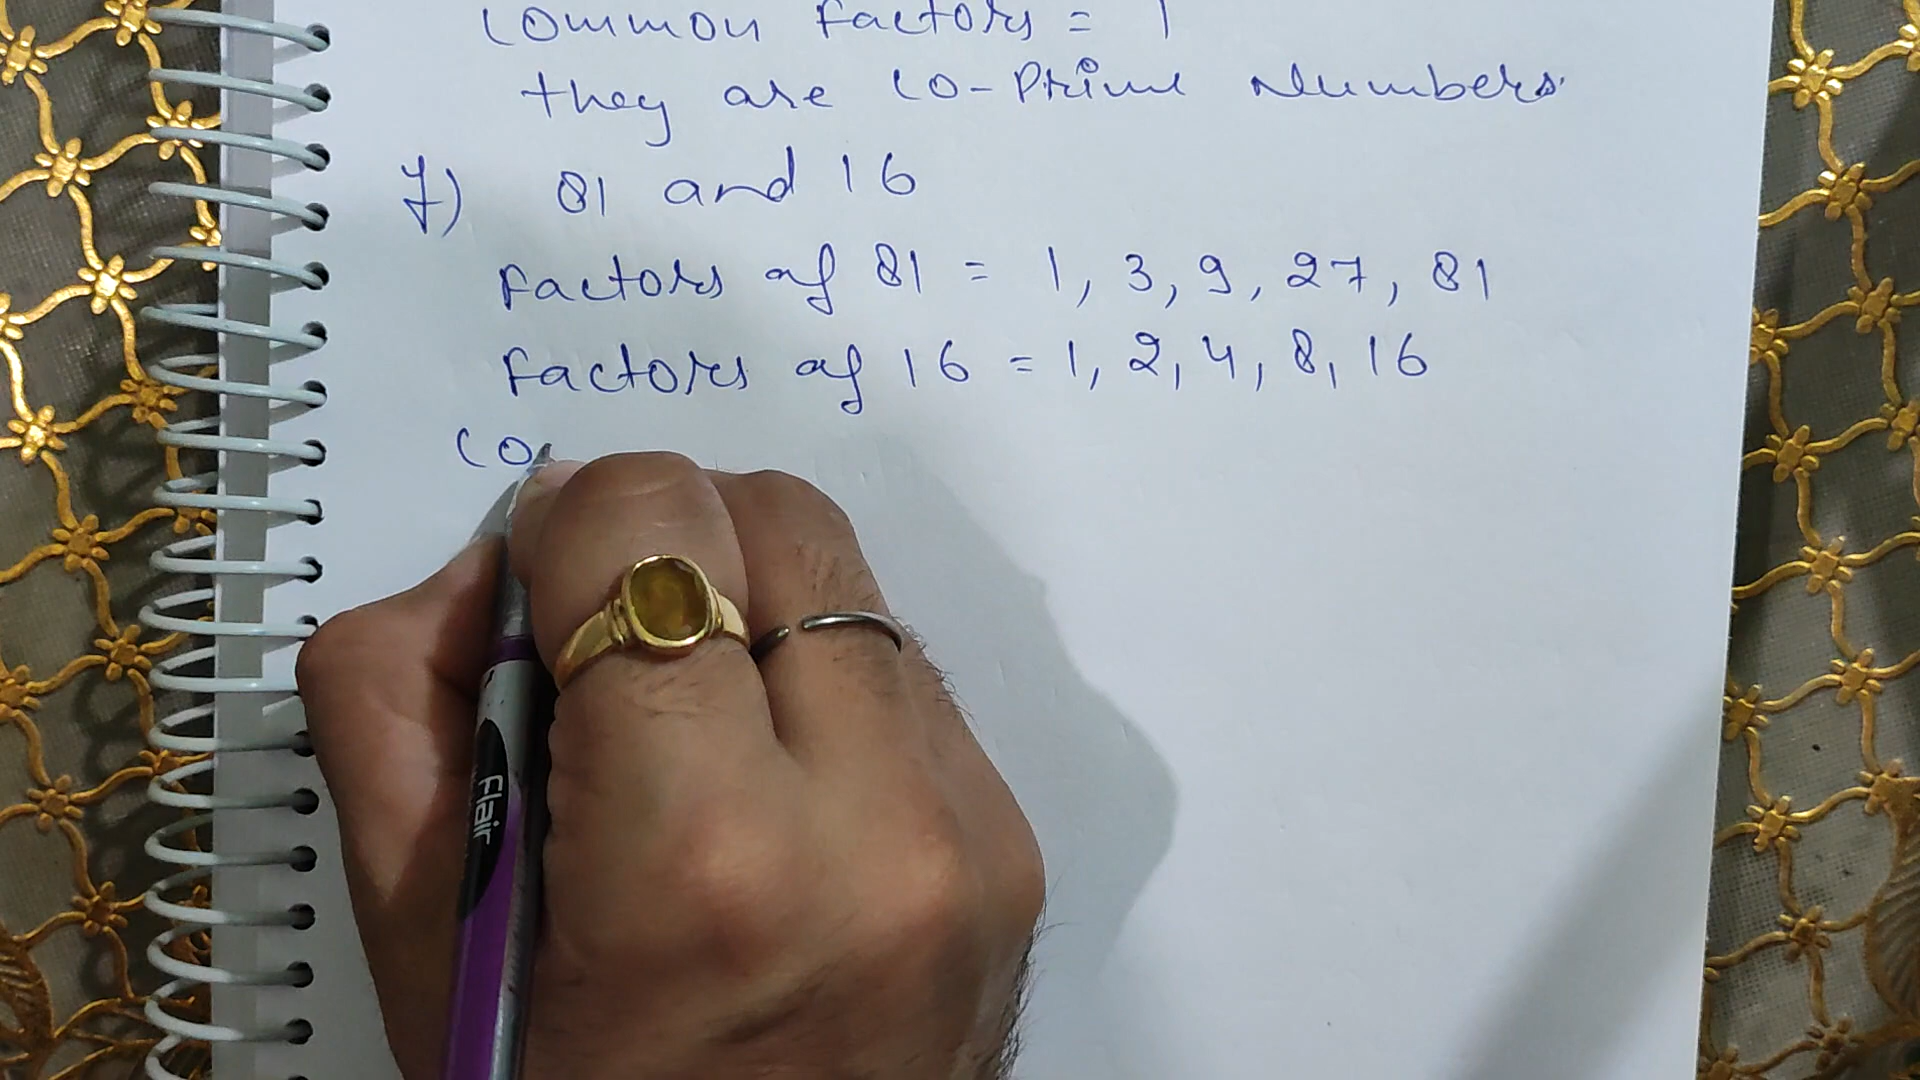 Common factors = 1
they are co-Prime Numbers.
f) 81 and 16
Factors of 81 = 1, 3, 9, 27, 81
Factors of 16 = 1, 2, 4, 8, 16
Co
Flair